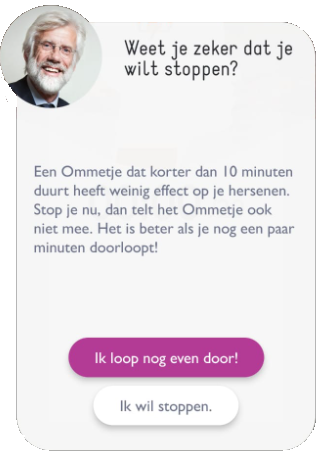 Weet je zeker dat je
wilt stoppen?
Een Ommetje dat korter dan 10 minuten
duurt heeft weinig effect op je hersenen.
Stop je nu, dan telt het Ommetje ook
niet mee. Het is beter als je nog een paar
minuten doorloopt!
Ik loop nog even door!
Ik wil stoppen.